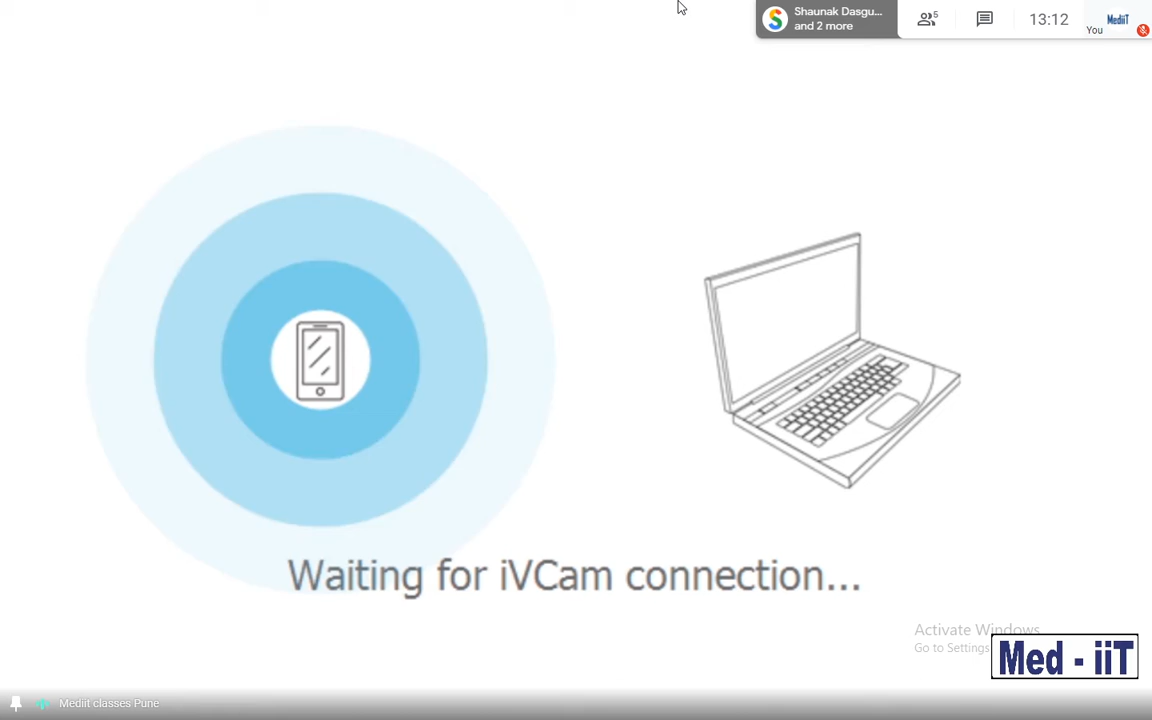 Shaunak Dasgu...
and 2 more
5
13:12
MediiT
You
Waiting for iVCam connection...
Activate Windows
Go to Settings
Med - iiT
Mediit classes Pune